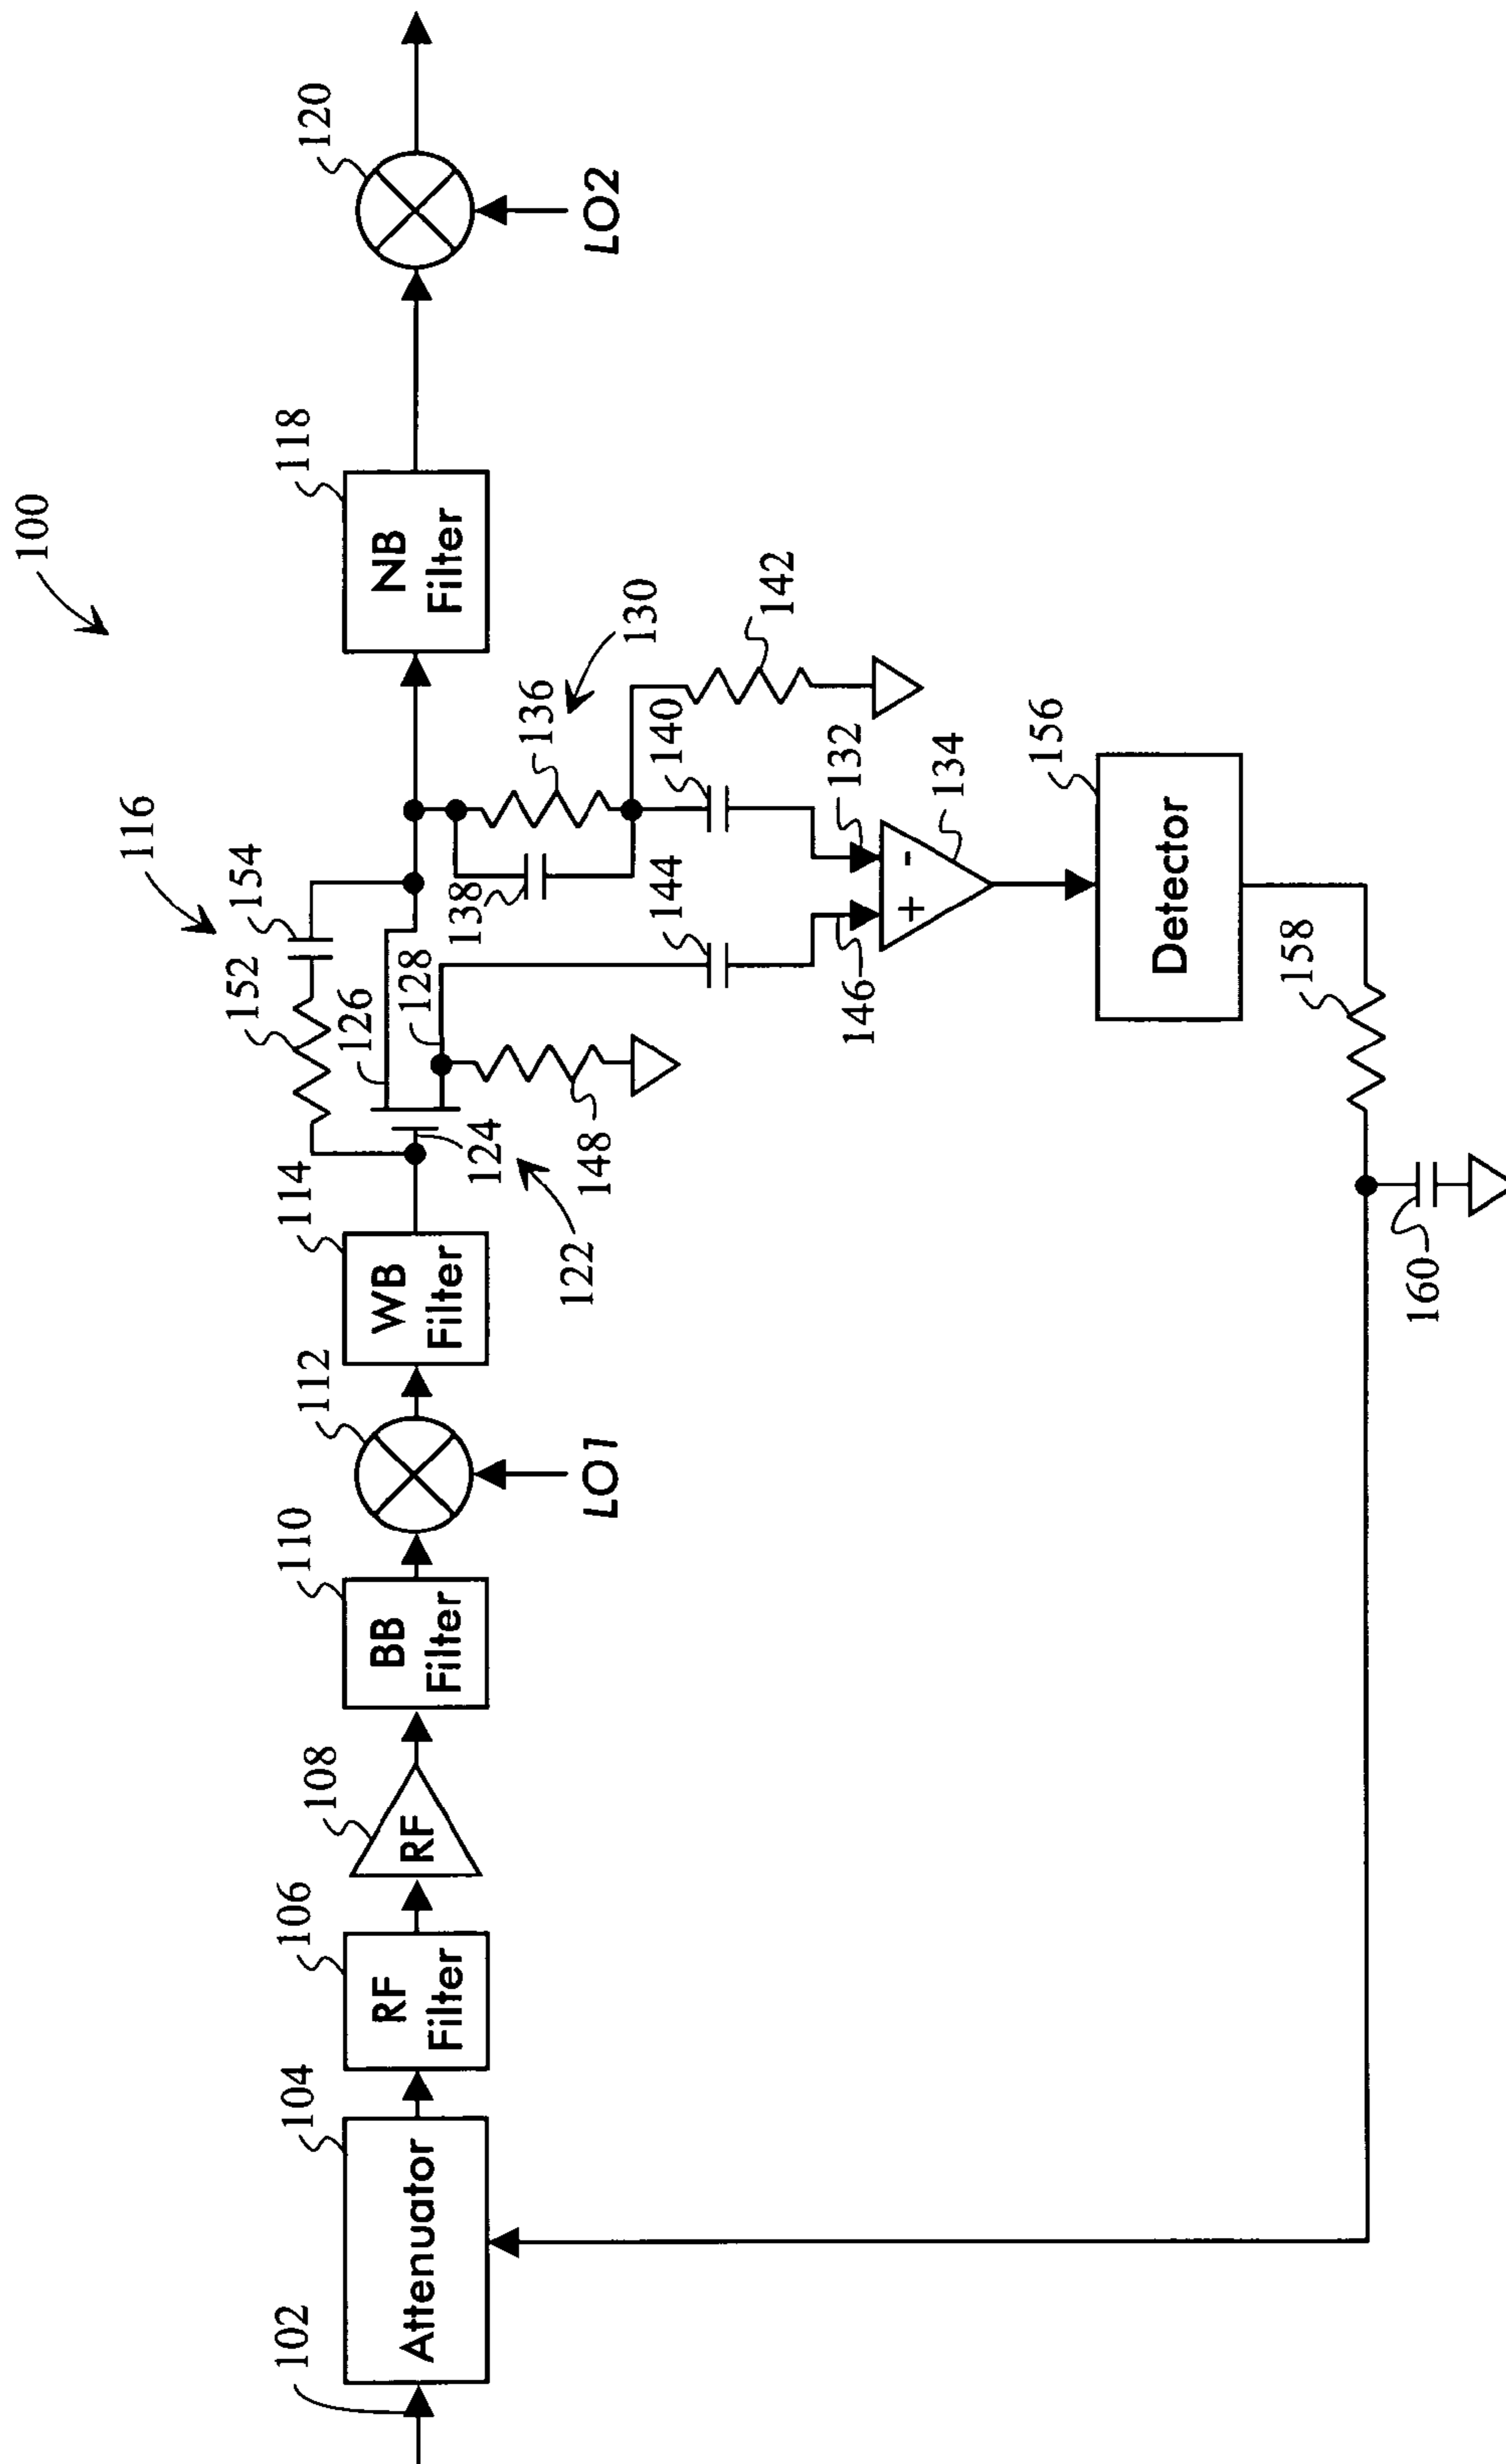 100
102
Attenuator
104
RF
Filter
106
RF
108
BB
Filter
110
112
LO1
WB
Filter
114
116
122
124
126
128
148
152
154
NB
Filter
118
120
LO2
130
136
138
140
142
144
132
146
+
-
134
Detector
156
158
160